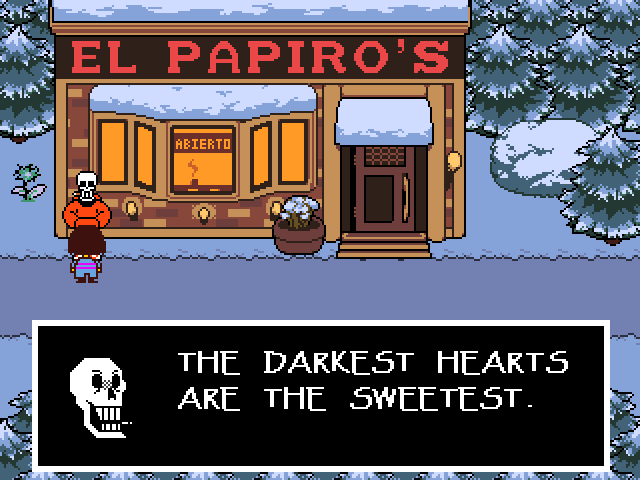 EL PAPIRO'S
ABIERTO
THE DARKEST HEARTS
ARE THE SWEETEST.